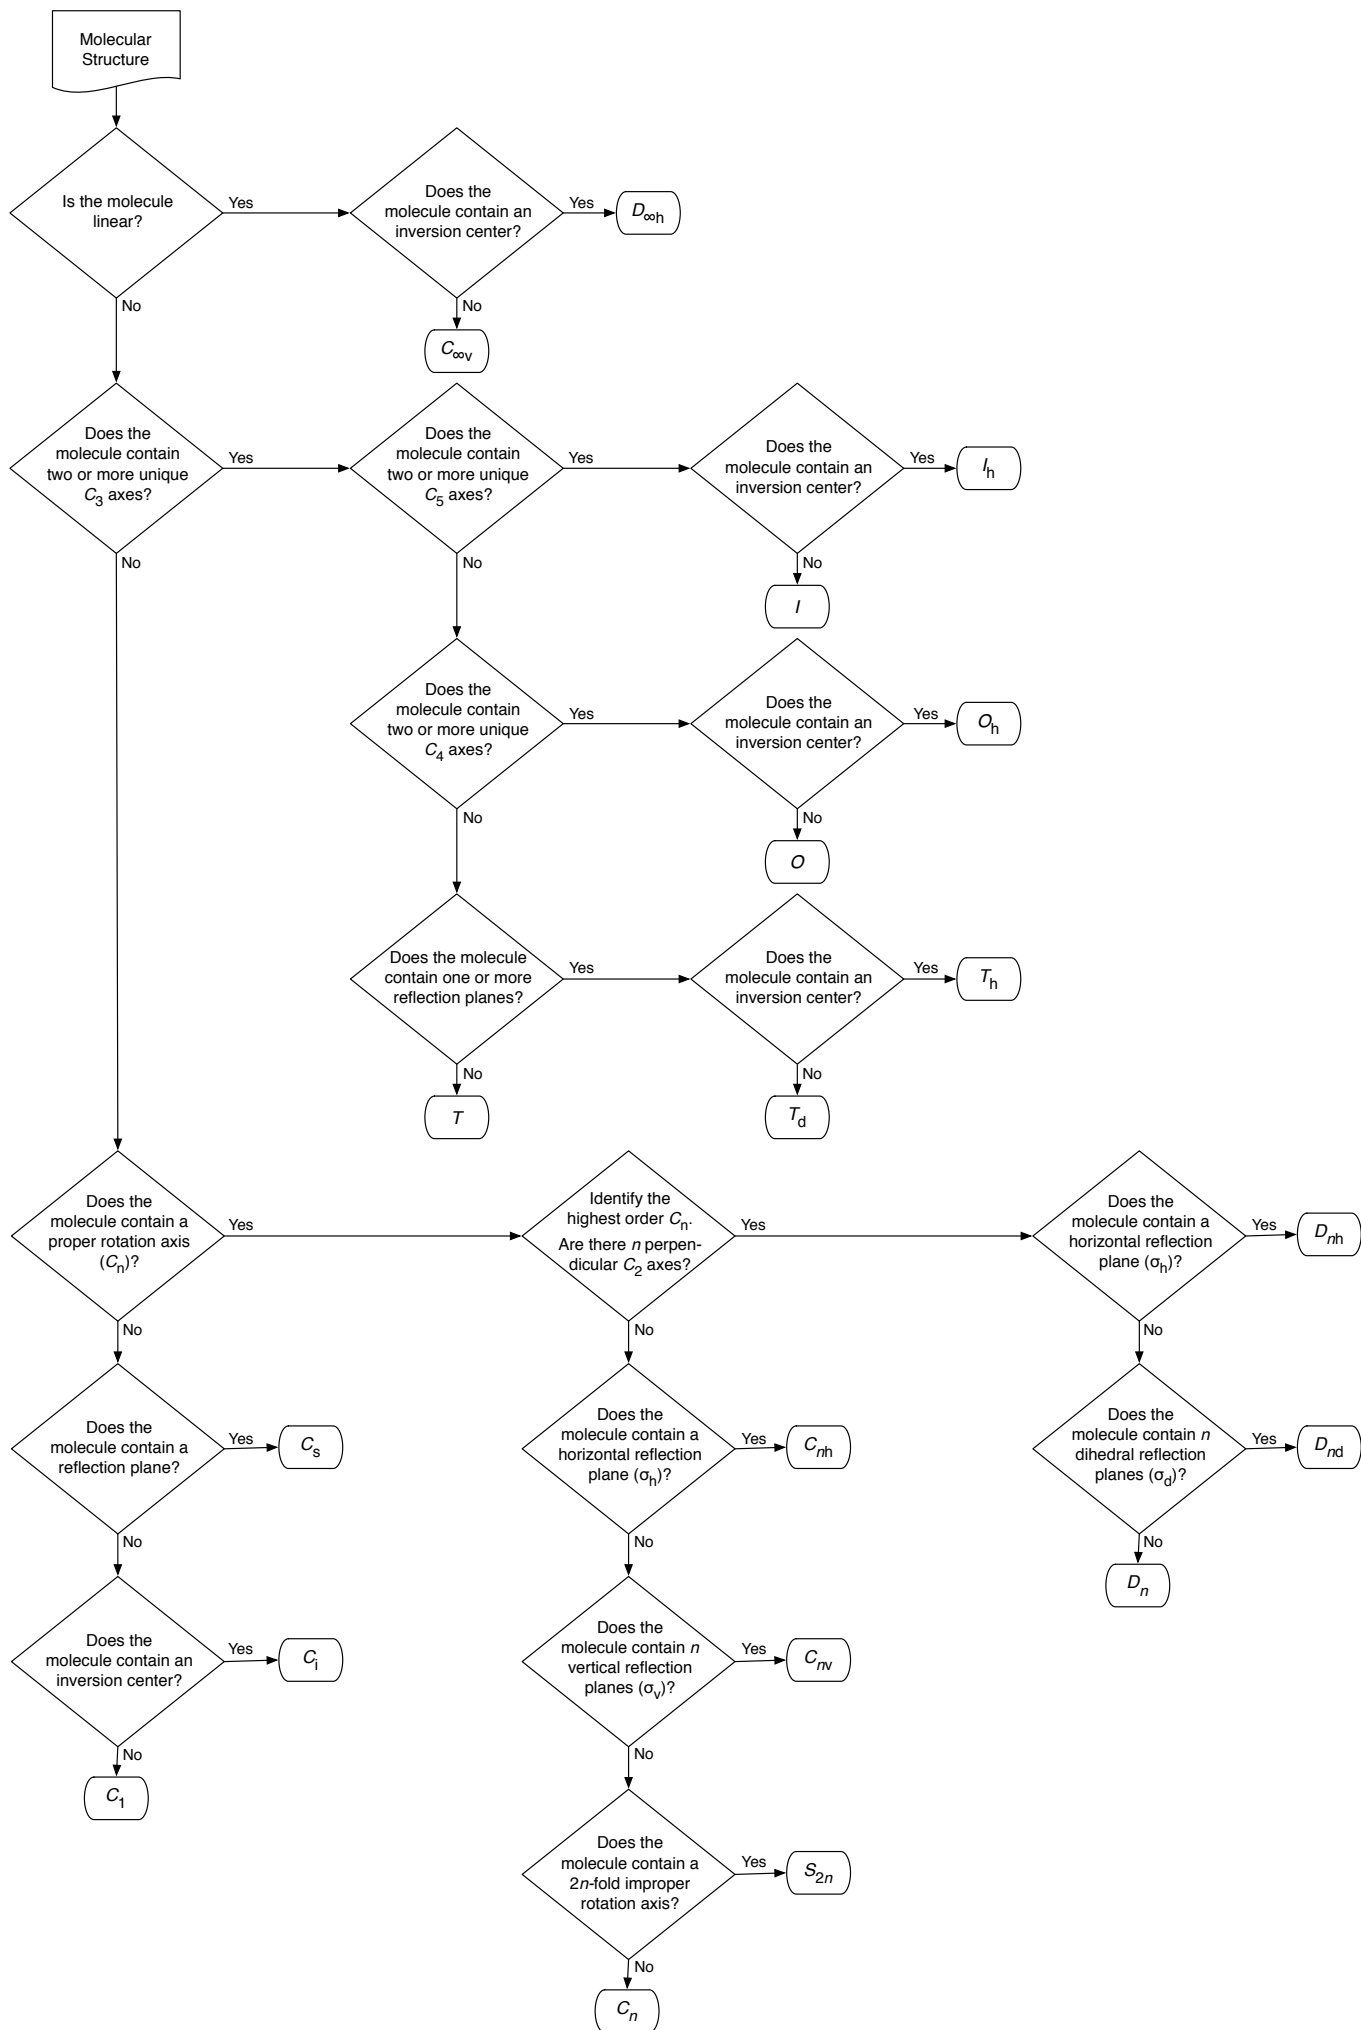 Molecular
Structure
Is the molecule
linear?
Yes
Does the
molecule contain an
inversion center?
Yes
D∞h
No
No
C∞v
Does the
molecule contain
two or more unique
C3 axes?
Yes
Does the
molecule contain
two or more unique
C5 axes?
Yes
Does the
molecule contain an
inversion center?
Yes
Ih
No
No
No
I
Does the
molecule contain
two or more unique
C4 axes?
Yes
Does the
molecule contain an
inversion center?
Yes
Oh
No
No
O
Does the molecule
contain one or more
reflection planes?
Yes
Does the
molecule contain an
inversion center?
Yes
Th
No
No
T
Td
Does the
molecule contain a
proper rotation axis
(Cn)?
Yes
Identify the
highest order Cn.
Are there n perpen-
dicular C2 axes?
Yes
Does the
molecule contain a
horizontal reflection
plane (σh)?
Yes
Dnh
No
No
No
Does the
molecule contain a
reflection plane?
Yes
Cs
Does the
molecule contain a
horizontal reflection
plane (σh)?
Yes
Cnh
Does the
molecule contain n
dihedral reflection
planes (σd)?
Yes
Dnd
No
No
No
Dn
Does the
molecule contain an
inversion center?
Yes
Ci
Does the
molecule contain n
vertical reflection
planes (σv)?
Yes
Cnv
No
No
C1
Does the
molecule contain a
2n-fold improper
rotation axis?
Yes
S2n
No
Cn